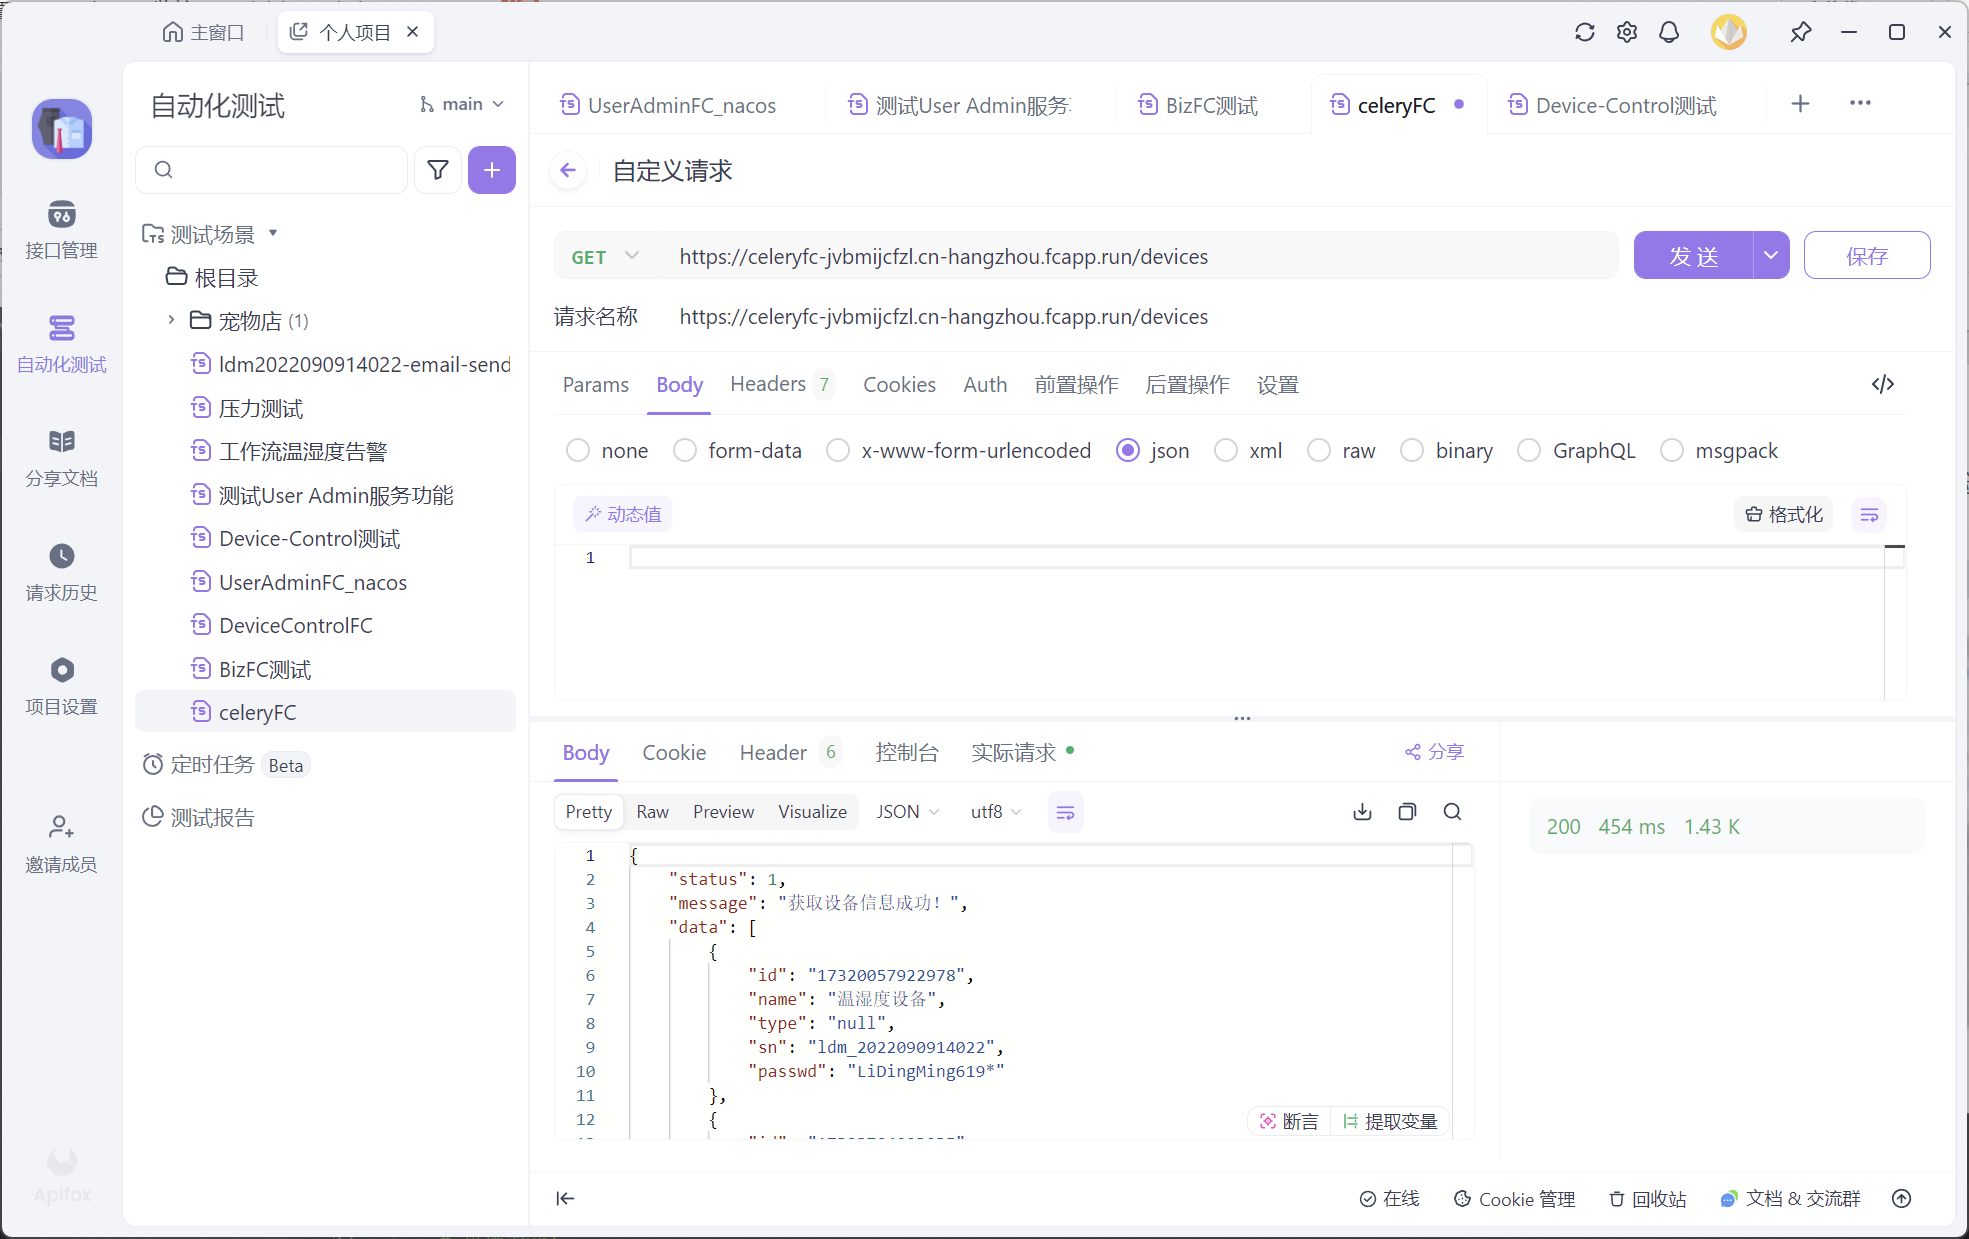 主窗口
个人项目
自动化测试
main
接口管理
自动化测试
分享文档
请求历史
项目设置
邀请成员
Apifox
测试场景
根目录
宠物店 (1)
ldm2022090914022-email-send
压力测试
工作流温湿度告警
测试User Admin服务功能
Device-Control测试
UserAdminFC_nacos
DeviceControlFC
BizFC测试
celeryFC
定时任务 Beta
测试报告
UserAdminFC_nacos
测试User Admin服务
BizFC测试
celeryFC
Device-Control测试
自定义请求
GET https://celeryfc-jvbmijcfzl.cn-hangzhou.fcapp.run/devices
发 送
保存
请求名称 https://celeryfc-jvbmijcfzl.cn-hangzhou.fcapp.run/devices
Params Body Headers 7 Cookies Auth 前置操作 后置操作 设置
none form-data x-www-form-urlencoded json xml raw binary GraphQL msgpack
动态值
格式化
1
Body Cookie Header 6 控制台 实际请求
分享
Pretty Raw Preview Visualize JSON utf8
200 454 ms 1.43 K
1 {
2 "status": 1,
3 "message": "获取设备信息成功！",
4 "data": [
5 {
6 "id": "17320057922978",
7 "name": "温湿度设备",
8 "type": "null",
9 "sn": "ldm_2022090914022",
10 "passwd": "LiDingMing619*"
11 },
12 {
断言
提取变量
在线
Cookie 管理
回收站
文档 & 交流群